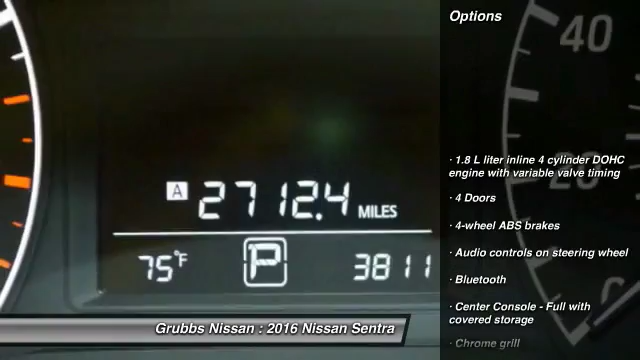 Options
40
20
A 2712.4 MILES
75°F P 3811
· 1.8 L liter inline 4 cylinder DOHC
engine with variable valve timing
· 4 Doors
· 4-wheel ABS brakes
· Audio controls on steering wheel
· Bluetooth
· Center Console - Full with
covered storage
· Chrome grill
Grubbs Nissan : 2016 Nissan Sentra